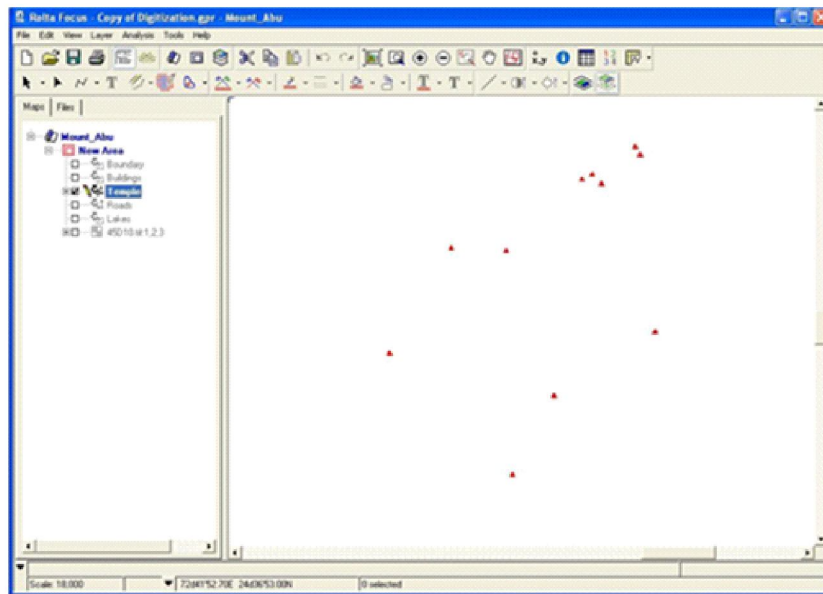 Rolta Focus - Copy of Digitization.gpr - Mount_Abu
File Edit View Layer Analysis Tools Help
Maps Files
Mount_Abu
New Area
Boundary
Buildings
Temple
Roads
Lakes
Scale: 18,000 72d41'52.70E 24d36'53.00N 0 selected